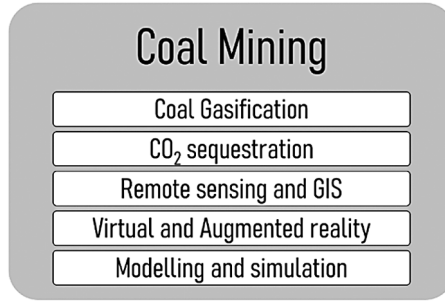 Coal Mining
Coal Gasification
CO₂ sequestration
Remote sensing and GIS
Virtual and Augmented reality
Modelling and simulation